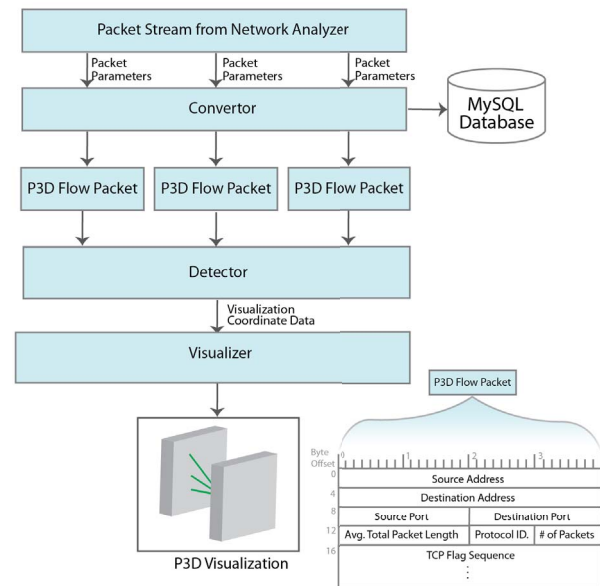 Packet Stream from Network Analyzer
Packet
Parameters
Packet
Parameters
Packet
Parameters
Convertor
MySQL
Database
P3D Flow Packet
P3D Flow Packet
P3D Flow Packet
Detector
Visualization
Coordinate Data
Visualizer
P3D Visualization
P3D Flow Packet
Byte
Offset
0 1 2 3
0
Source Address
4
Destination Address
8
Source Port Destination Port
12
Avg. Total Packet Length Protocol ID. # of Packets
16
TCP Flag Sequence
⋮